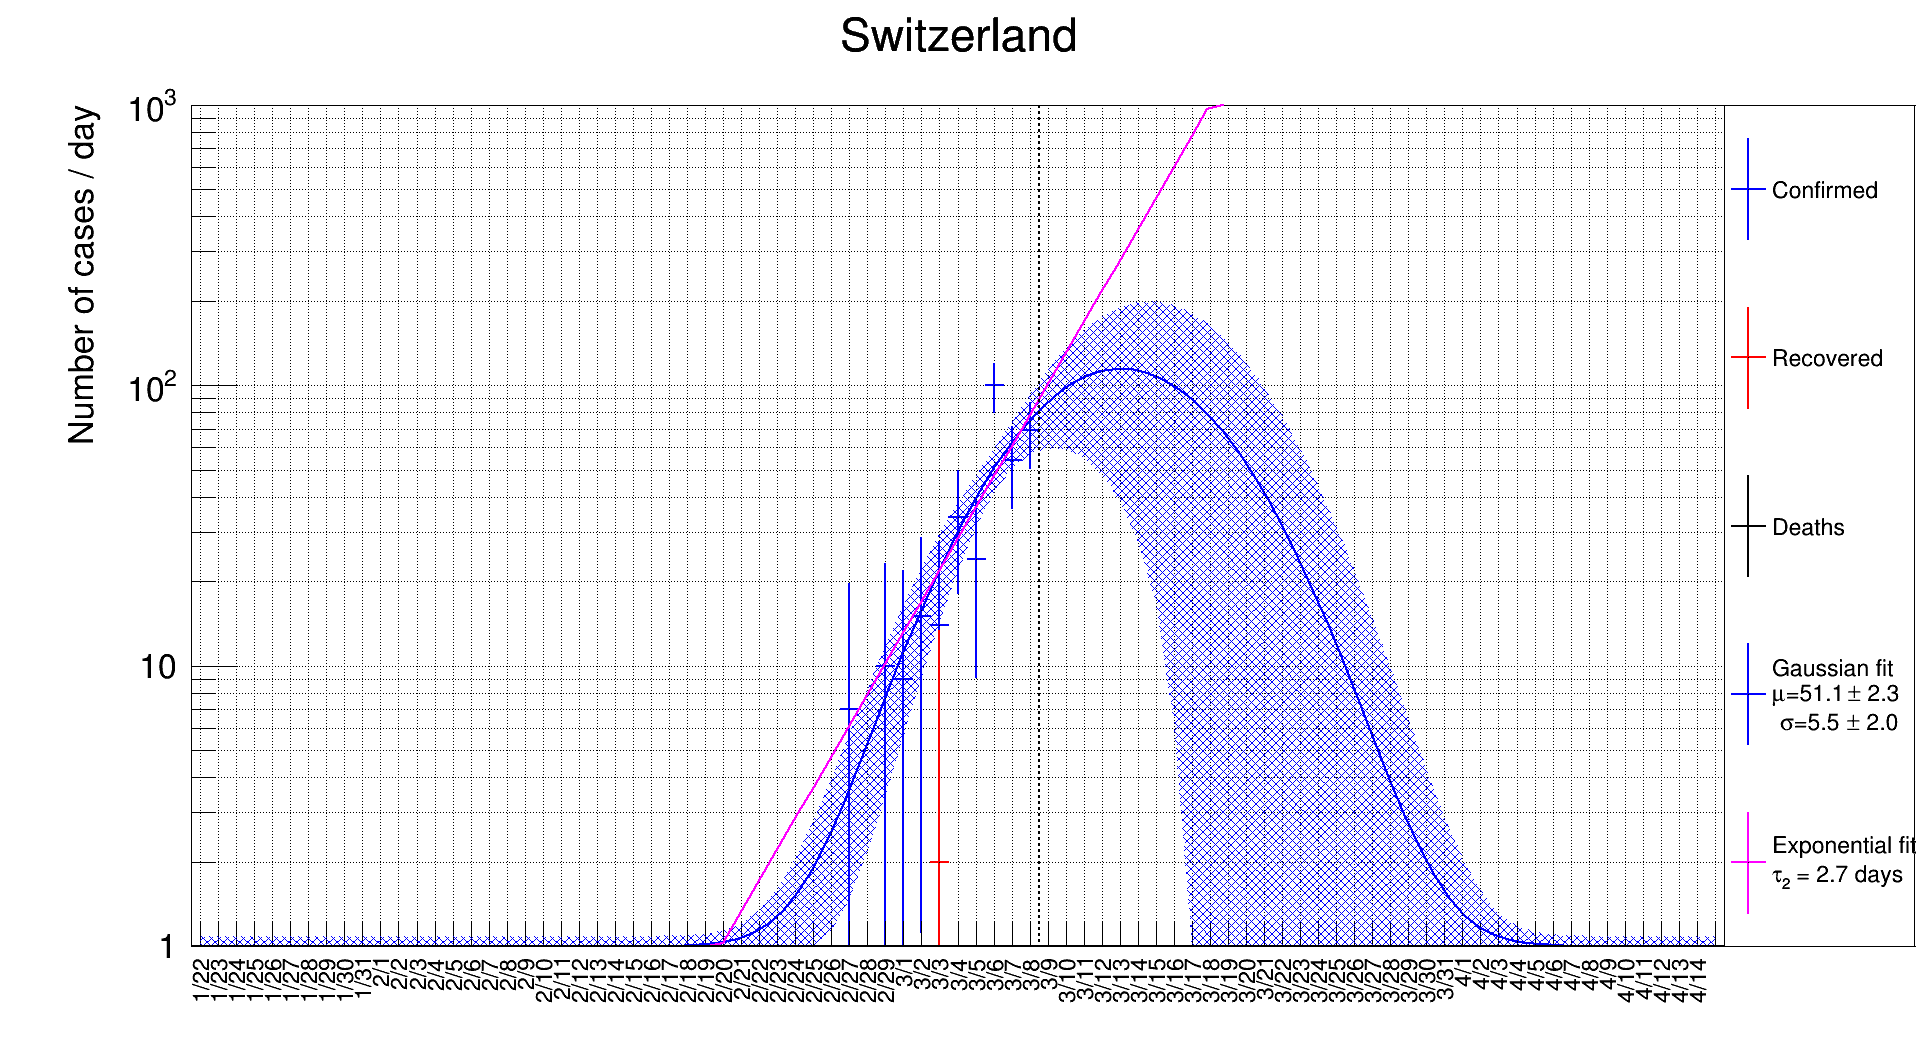 Switzerland
Number of cases / day
10³
10²
10
1
1/22 1/23 1/24 1/25 1/26 1/27 1/28 1/29 1/30 1/31 2/1 2/2 2/3 2/4 2/5 2/6 2/7 2/8 2/9 2/10 2/11 2/12 2/13 2/14 2/15 2/16 2/17 2/18 2/19 2/20 2/21 2/22 2/23 2/24 2/25 2/26 2/27 2/28 2/29 3/1 3/2 3/3 3/4 3/5 3/6 3/7 3/8 3/9 3/10 3/11 3/12 3/13 3/14 3/15 3/16 3/17 3/18 3/19 3/20 3/21 3/22 3/23 3/24 3/25 3/26 3/27 3/28 3/29 3/30 3/31 4/1 4/2 4/3 4/4 4/5 4/6 4/7 4/8 4/9 4/10 4/11 4/12 4/13 4/14
Confirmed
Recovered
Deaths
Gaussian fit
μ=51.1 ± 2.3
σ=5.5 ± 2.0
Exponential fit
τ₂ = 2.7 days